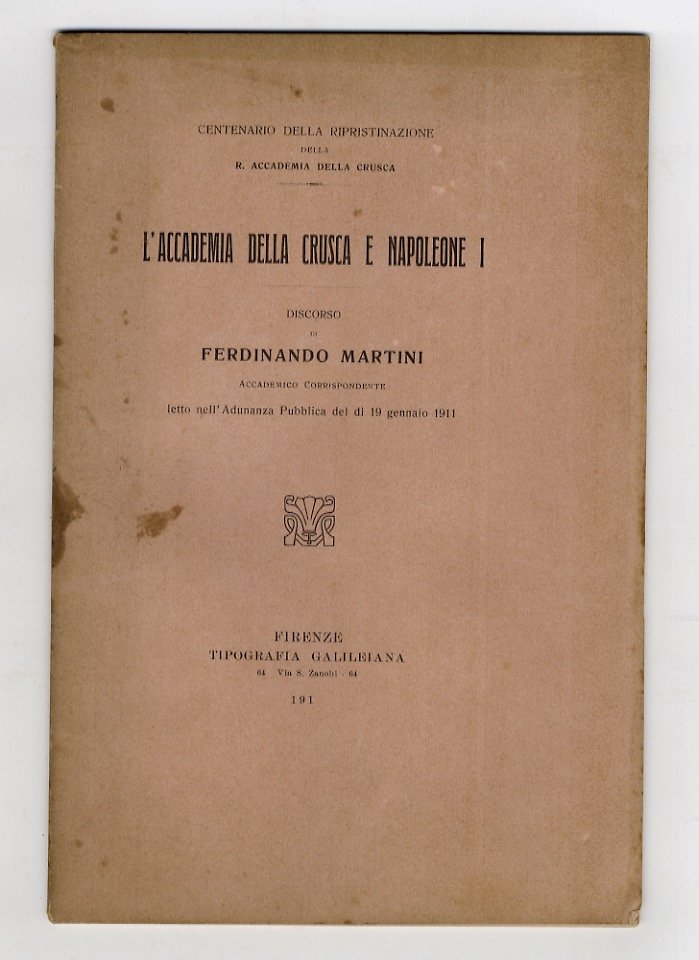 CENTENARIO DELLA RIPRISTINAZIONE
DELLA
R. ACCADEMIA DELLA CRUSCA
L'ACCADEMIA DELLA CRUSCA E NAPOLEONE I
DISCORSO
DI
FERDINANDO MARTINI
ACCADEMICO CORRISPONDENTE
letto nell'Adunanza Pubblica del dì 19 gennaio 1911
FIRENZE
TIPOGRAFIA GALILEIANA
64 Via S. Zanobi - 64
191